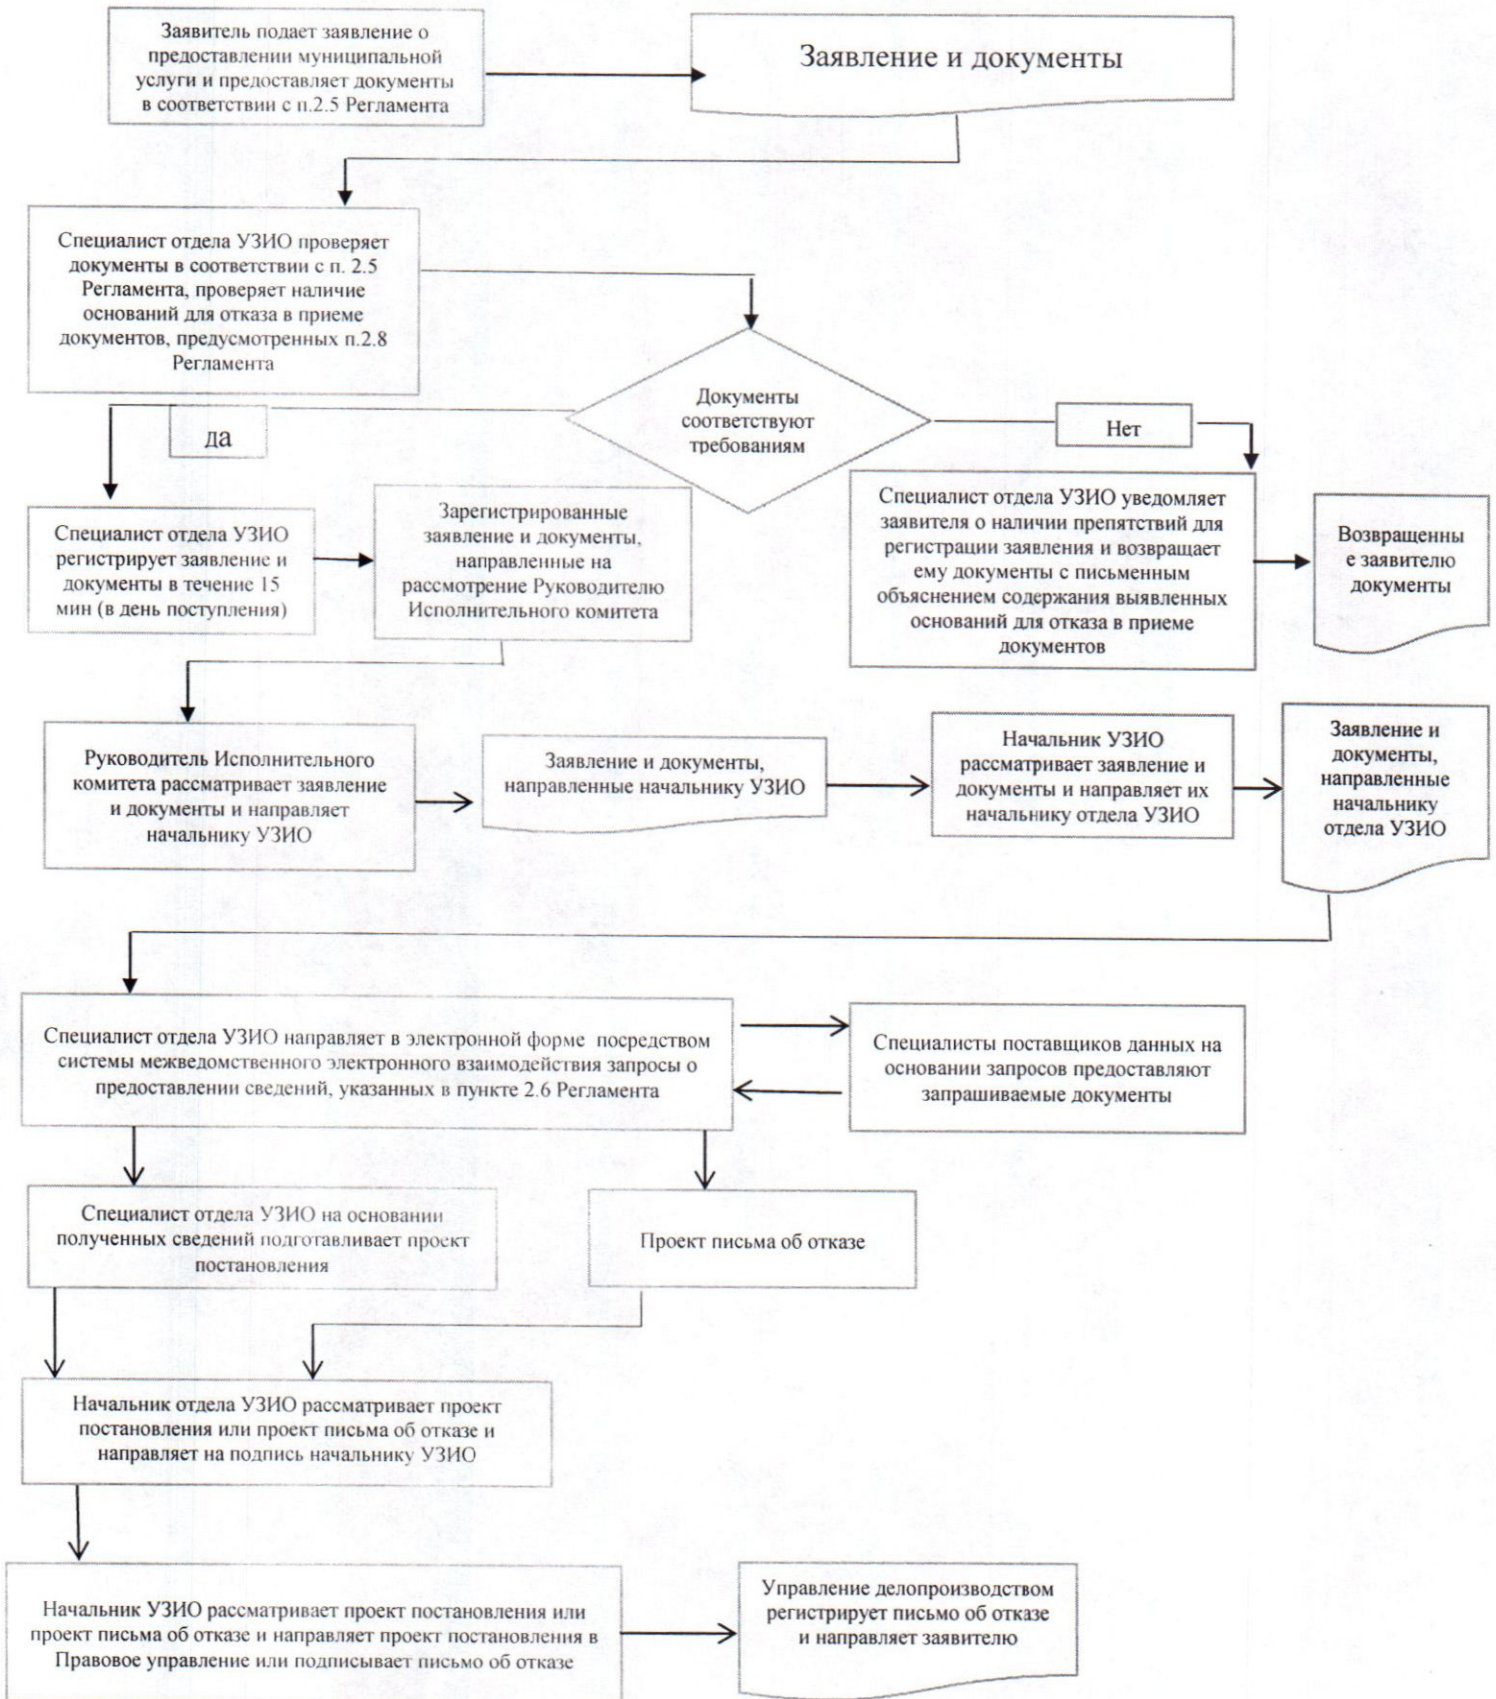 Заявитель подает заявление о
предоставлении муниципальной
услуги и предоставляет документы
в соответствии с п.2.5 Регламента
Заявление и документы
Специалист отдела УЗИО проверяет
документы в соответствии с п. 2.5
Регламента, проверяет наличие
оснований для отказа в приеме
документов, предусмотренных п.2.8
Регламента
Документы
соответствуют
требованиям
да
Нет
Специалист отдела УЗИО
регистрирует заявление и
документы в течение 15
мин (в день поступления)
Зарегистрированные
заявление и документы,
направленные на
рассмотрение Руководителю
Исполнительного комитета
Специалист отдела УЗИО уведомляет
заявителя о наличии препятствий для
регистрации заявления и возвращает
ему документы с письменным
объяснением содержания выявленных
оснований для отказа в приеме
документов
Возвращенны
е заявителю
документы
Руководитель Исполнительного
комитета рассматривает заявление
и документы и направляет
начальнику УЗИО
Заявление и документы,
направленные начальнику УЗИО
Начальник УЗИО
рассматривает заявление и
документы и направляет их
начальнику отдела УЗИО
Заявление и
документы,
направленные
начальнику
отдела УЗИО
Специалист отдела УЗИО направляет в электронной форме посредством
системы межведомственного электронного взаимодействия запросы о
предоставлении сведений, указанных в пункте 2.6 Регламента
Специалисты поставщиков данных на
основании запросов предоставляют
запрашиваемые документы
Специалист отдела УЗИО на основании
полученных сведений подготавливает проект
постановления
Проект письма об отказе
Начальник отдела УЗИО рассматривает проект
постановления или проект письма об отказе и
направляет на подпись начальнику УЗИО
Начальник УЗИО рассматривает проект постановления или
проект письма об отказе и направляет проект постановления в
Правовое управление или подписывает письмо об отказе
Управление делопроизводством
регистрирует письмо об отказе
и направляет заявителю